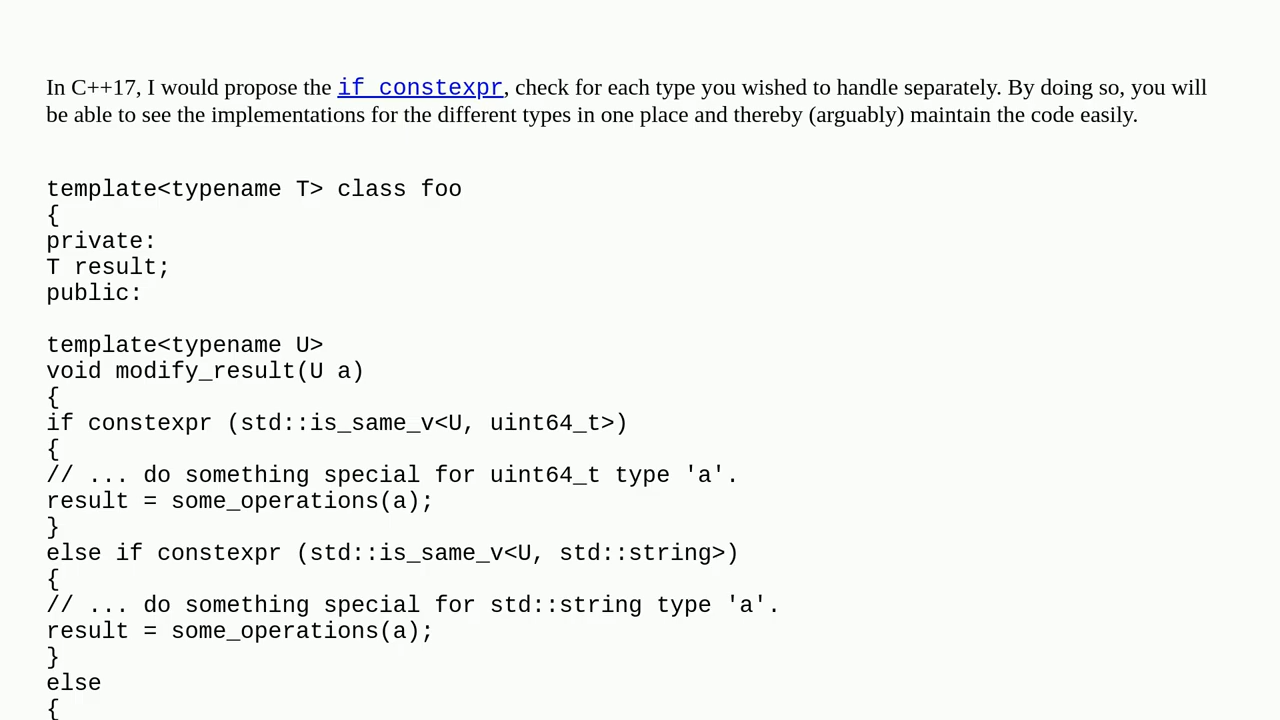 In C++17, I would propose the if constexpr, check for each type you wished to handle separately. By doing so, you will
be able to see the implementations for the different types in one place and thereby (arguably) maintain the code easily.
template<typename T> class foo
{
private:
T result;
public:
template<typename U>
void modify_result(U a)
{
if constexpr (std::is_same_v<U, uint64_t>)
{
// ... do something special for uint64_t type 'a'.
result = some_operations(a);
}
else if constexpr (std::is_same_v<U, std::string>)
{
// ... do something special for std::string type 'a'.
result = some_operations(a);
}
else
{